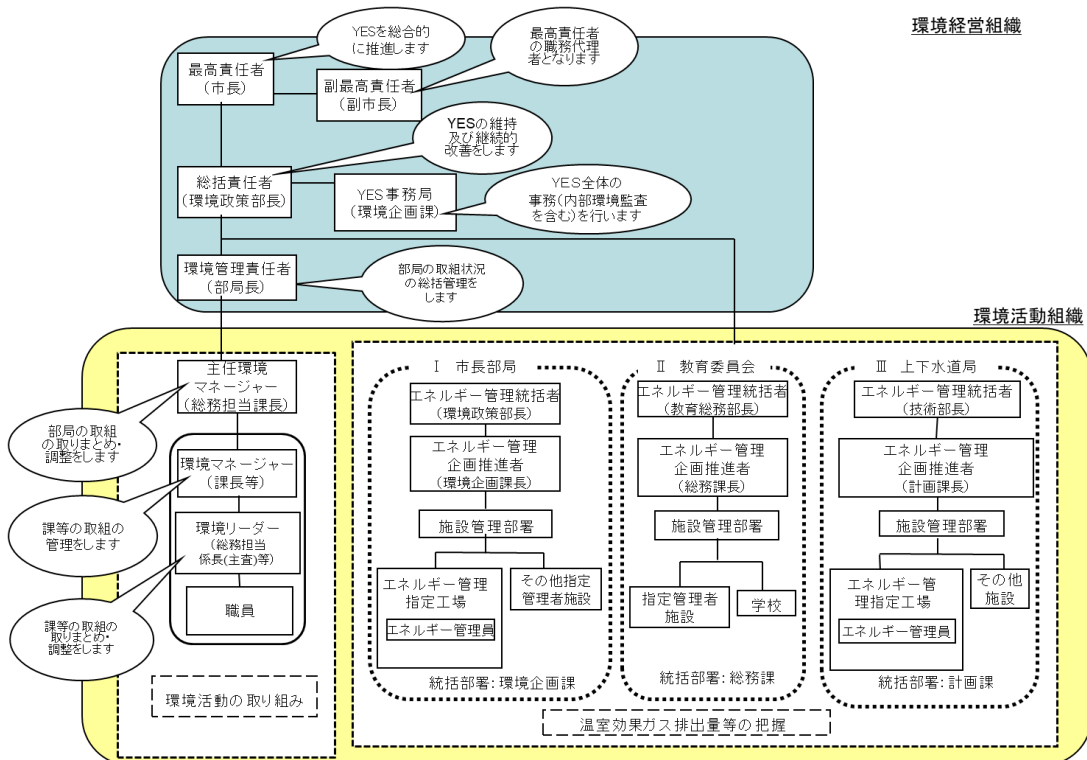 環境経営組織
YESを総合的
に推進します
最高責任者
の職務代理
者となります
最高責任者
(市長)
副最高責任者
(副市長)
YESの維持
及び継続的
改善をします
総括責任者
(環境政策部長)
YES事務局
(環境企画課)
YES全体の
事務(内部環境監査
を含む)を行います
環境管理責任者
(部局長)
部局の取組状況
の総括管理を
します
環境活動組織
主任環境
マネージャー
(総務担当課長)
部局の取組
の取りまとめ・
調整をします
環境マネージャー
(課長等)
課等の取組の
管理をします
環境リーダー
(総務担当
係長(主査)等)
職員
課等の取組の
取りまとめ・
調整をします
環境活動の取り組み
Ⅰ 市長部局
エネルギー管理統括者
(環境政策部長)
エネルギー管理
企画推進者
(環境企画課長)
施設管理部署
エネルギー管理
指定工場
エネルギー管理員
その他指定
管理者施設
統括部署:環境企画課
Ⅱ 教育委員会
エネルギー管理統括者
(教育総務部長)
エネルギー管理
企画推進者
(総務課長)
施設管理部署
指定管理者
施設
学校
統括部署:総務課
Ⅲ 上下水道局
エネルギー管理統括者
(技術部長)
エネルギー管理
企画推進者
(計画課長)
施設管理部署
エネルギー管
理指定工場
エネルギー管理員
その他
施設
統括部署:計画課
温室効果ガス排出量等の把握